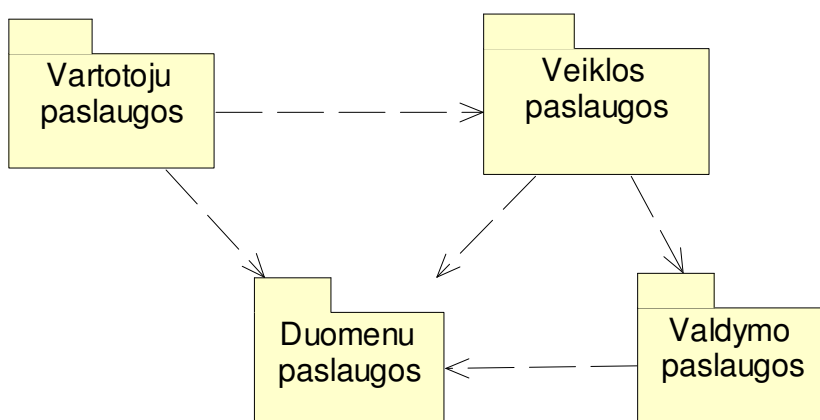 Vartotoju
paslaugos
Veiklos
paslaugos
Duomenu
paslaugos
Valdymo
paslaugos